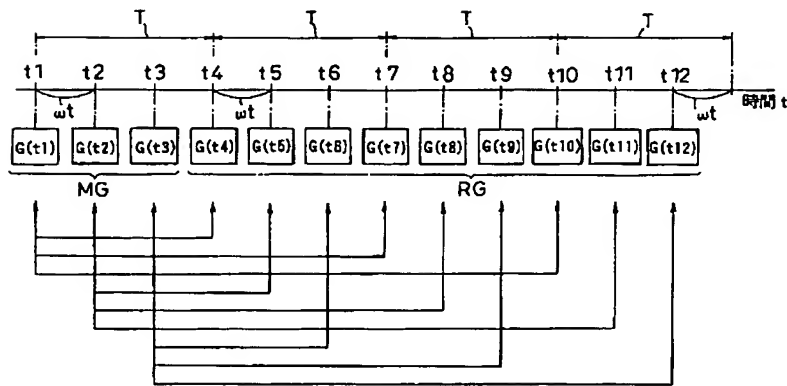 T T T T
t1 t2 t3 t4 t5 t6 t7 t8 t9 t10 t11 t12
ωt ωt ωt 時間 t
G(t1) G(t2) G(t3) G(t4) G(t5) G(t6) G(t7) G(t8) G(t9) G(t10) G(t11) G(t12)
MG RG